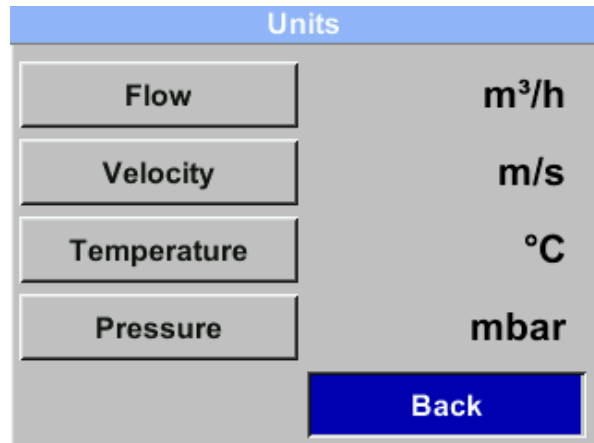 Units
Flow m³/h
Velocity m/s
Temperature °C
Pressure mbar
Back